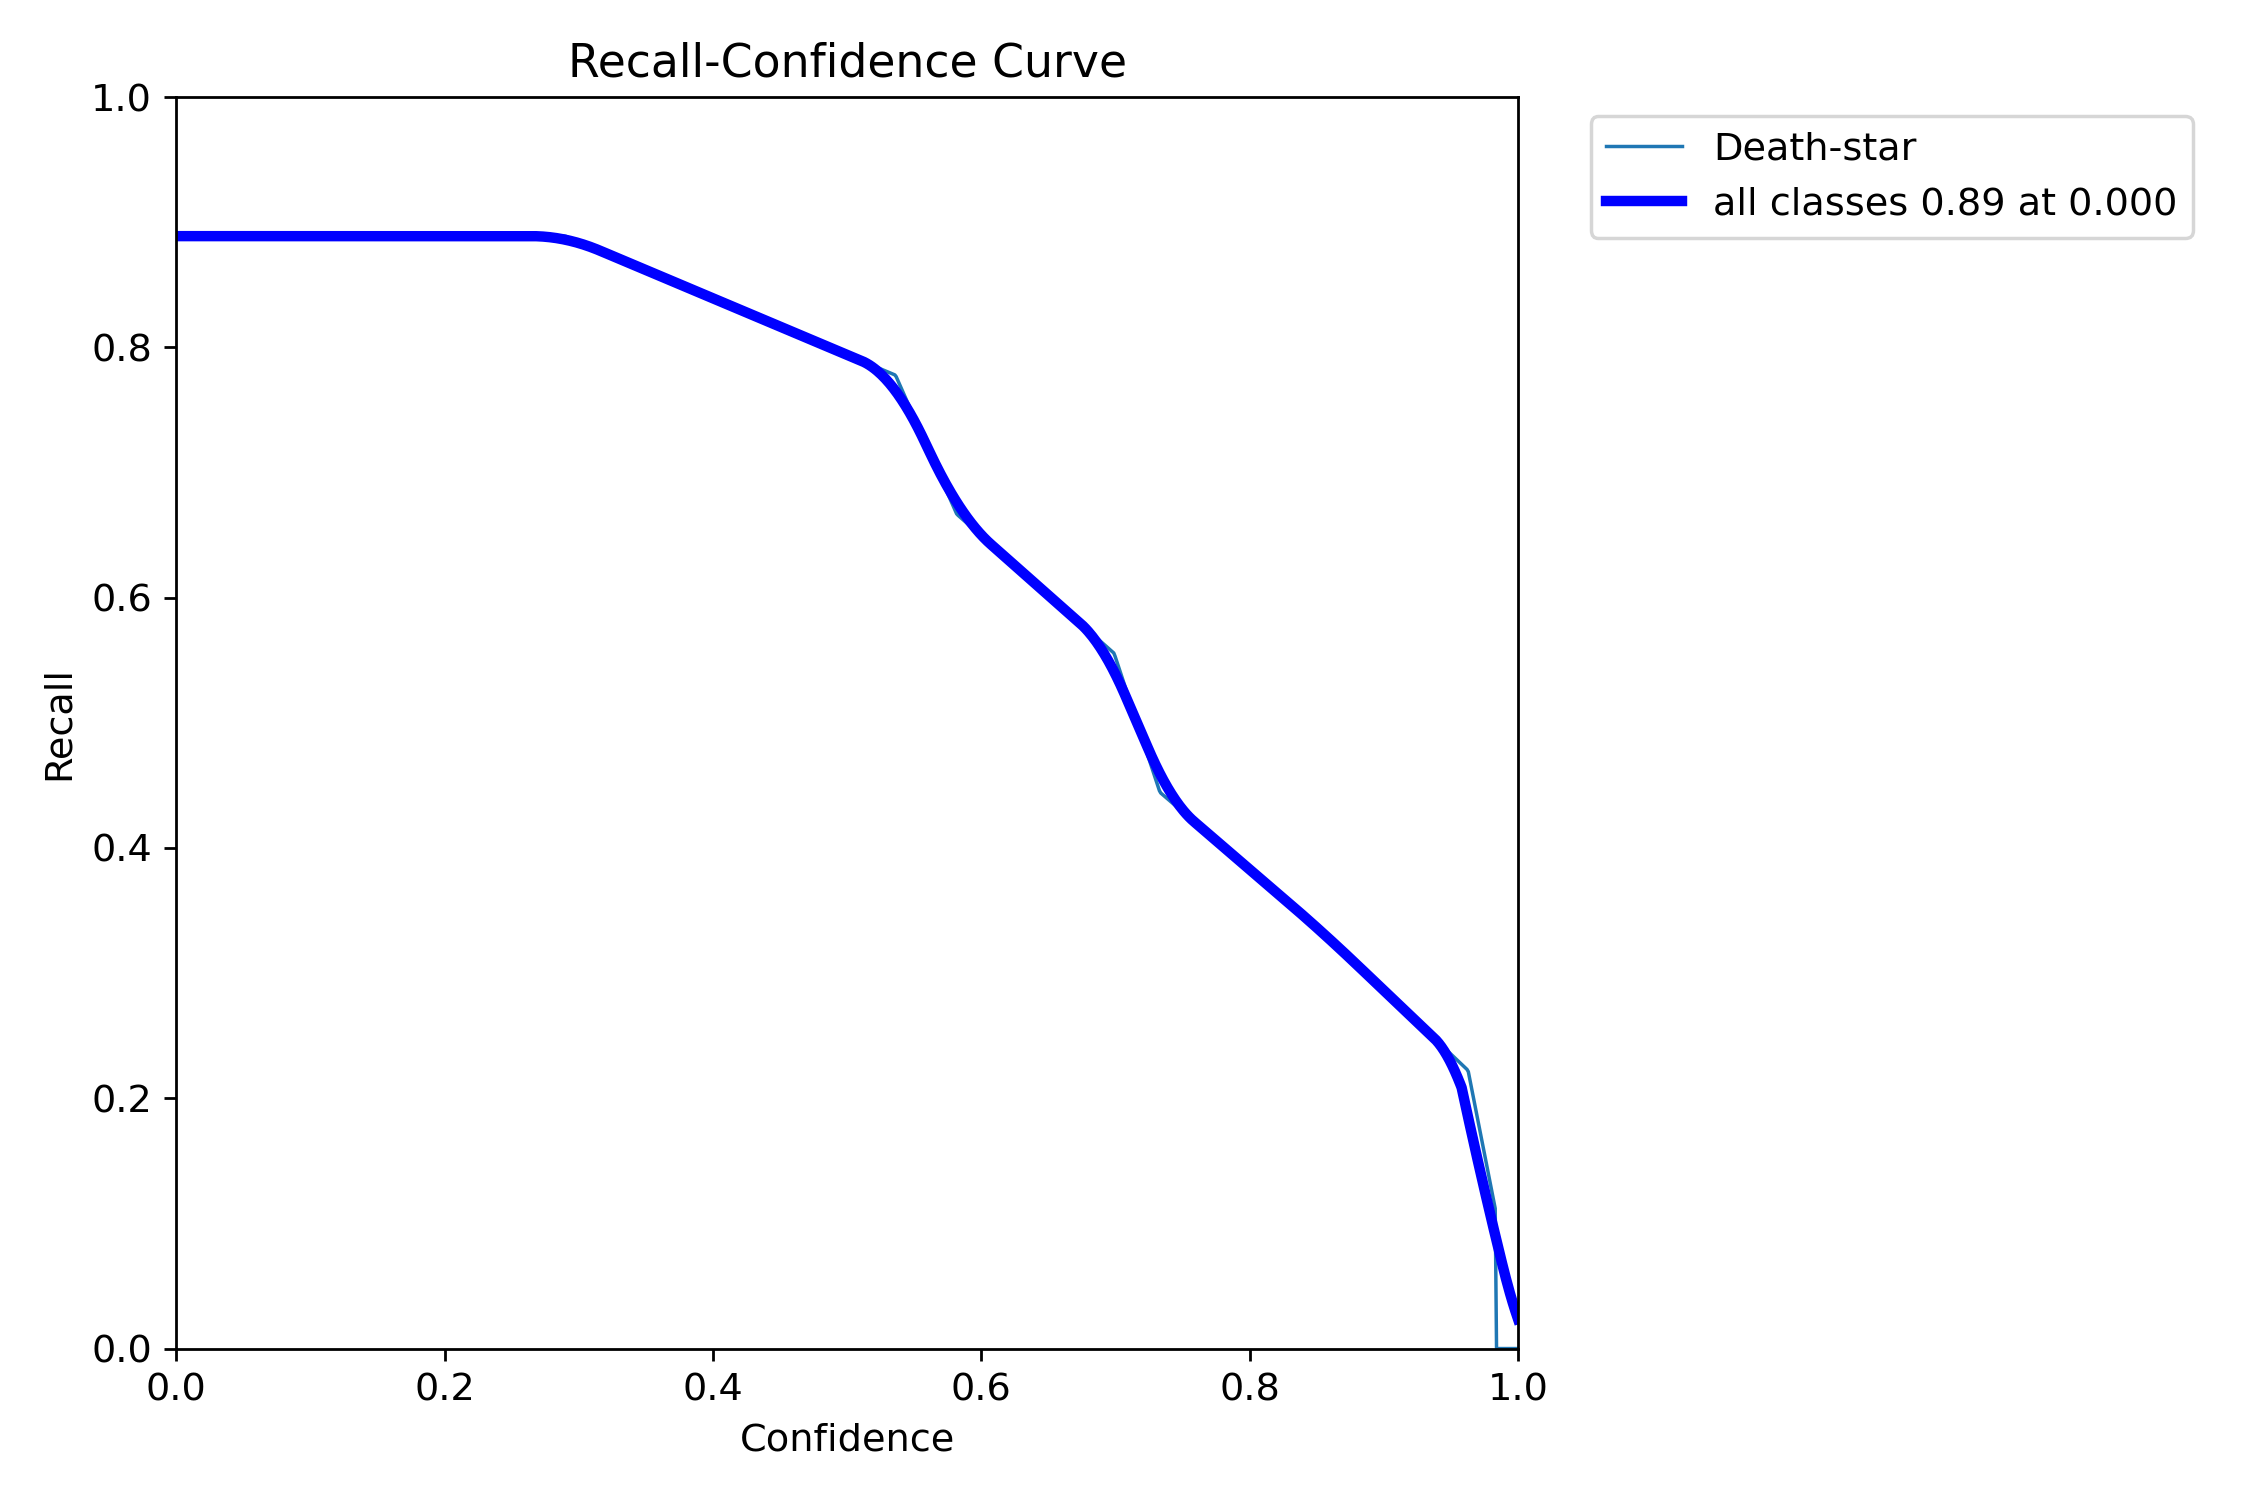 Recall-Confidence Curve
1.0
0.8
0.6
0.4
0.2
0.0
Recall
0.0 0.2 0.4 0.6 0.8 1.0
Confidence
Death-star
all classes 0.89 at 0.000